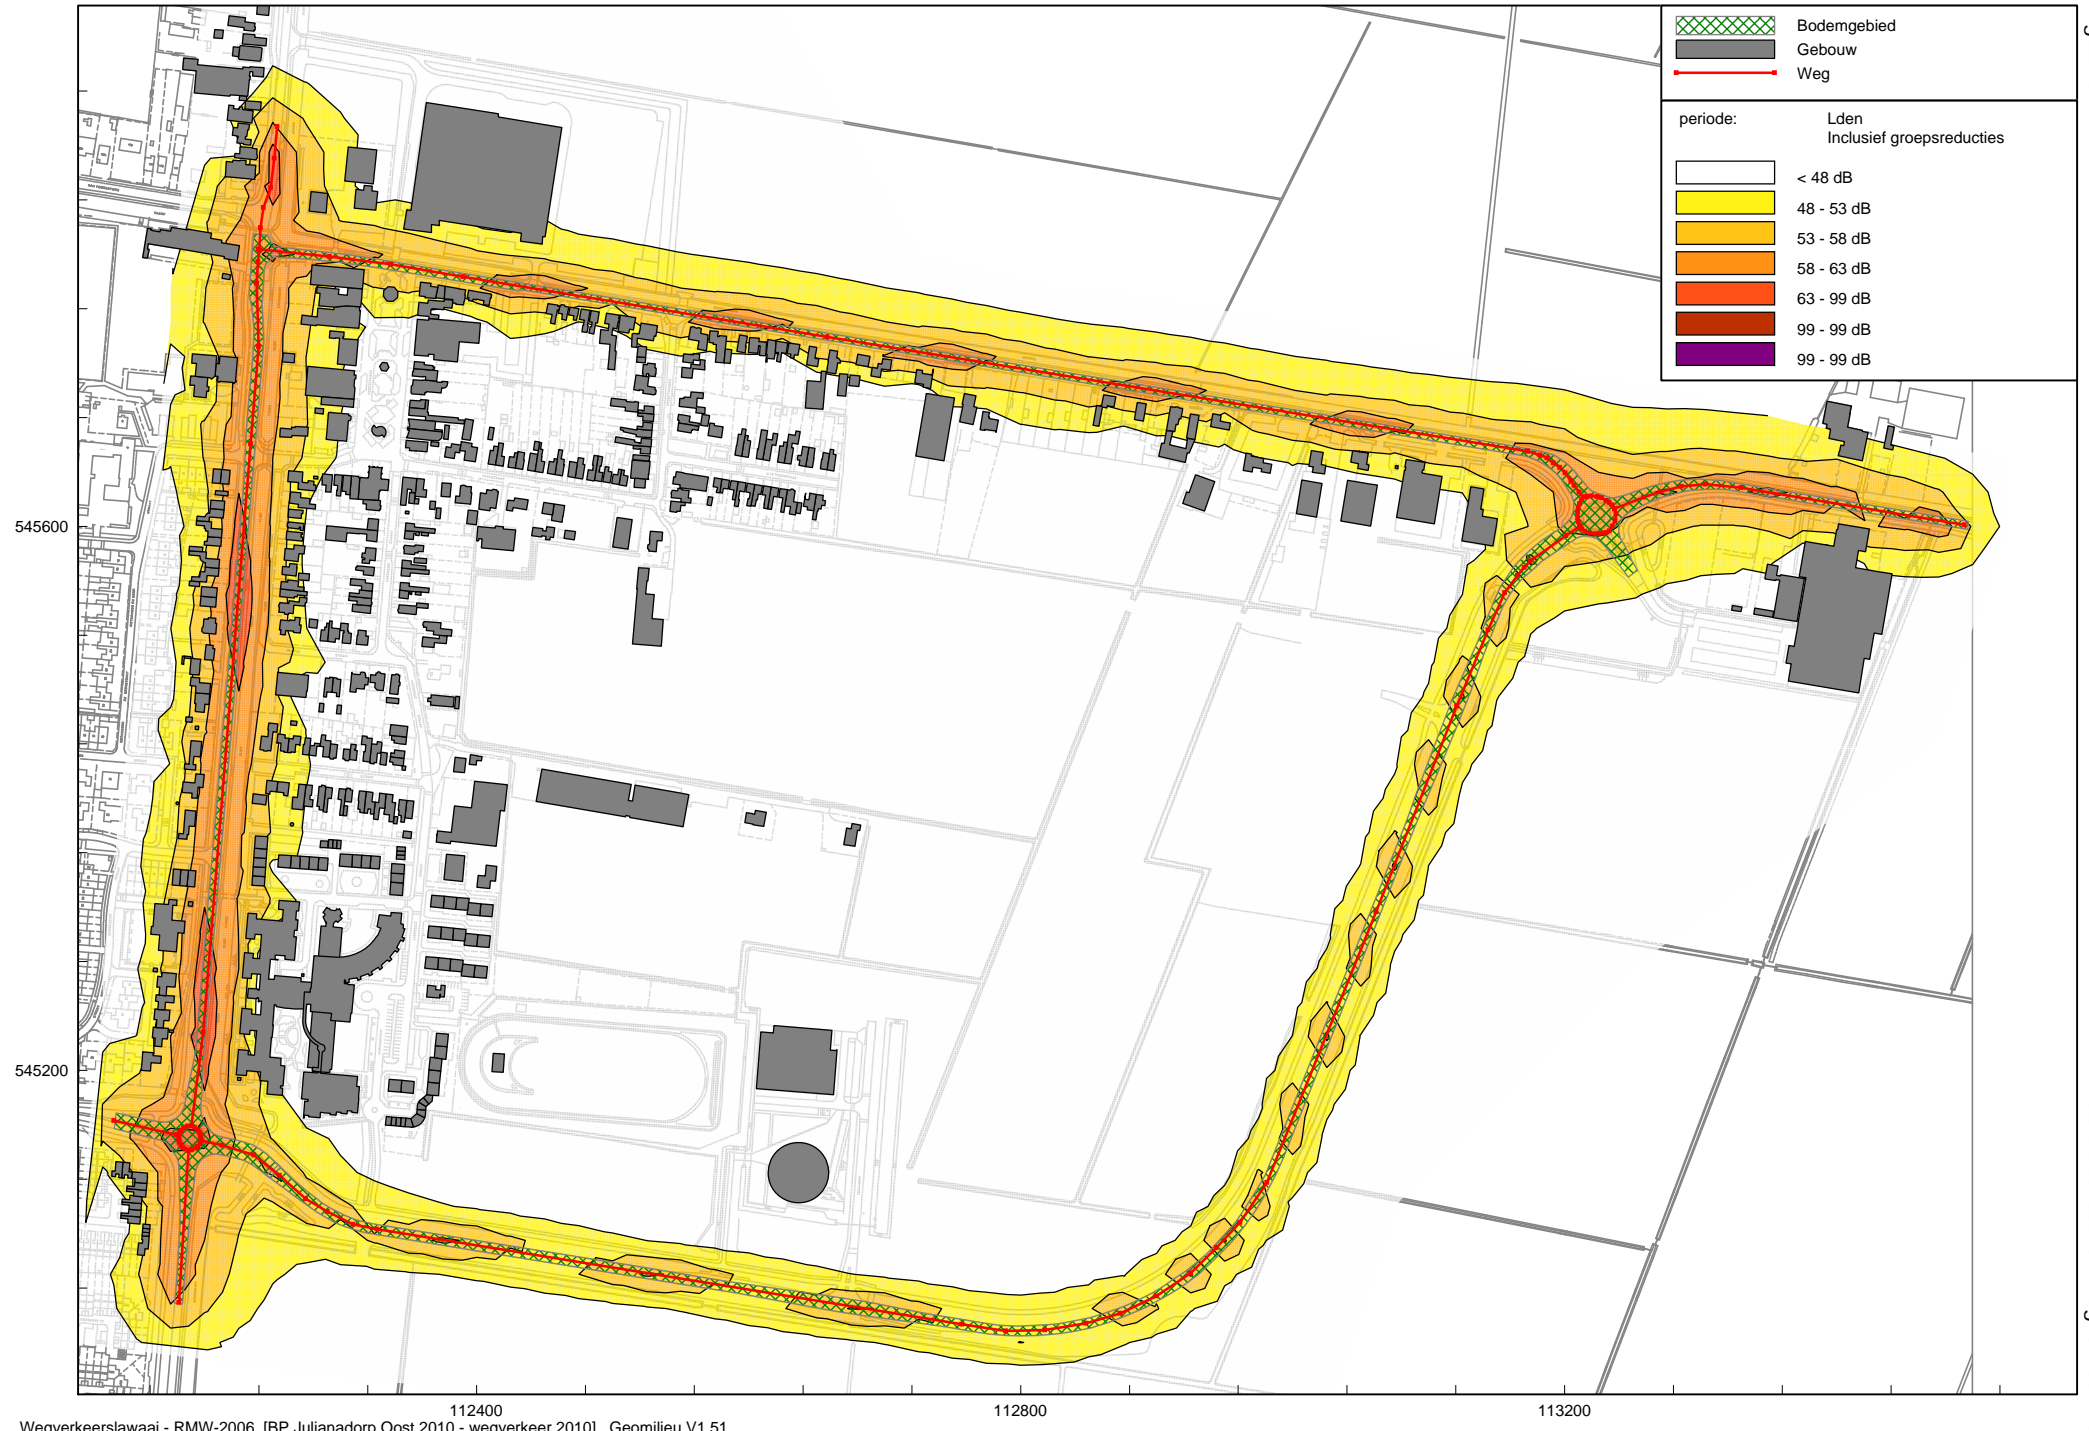 Bodemgebied
Gebouw
Weg
periode: Lden
Inclusief groepsreducties
< 48 dB
48 - 53 dB
53 - 58 dB
58 - 63 dB
63 - 99 dB
99 - 99 dB
99 - 99 dB
545600
545200
112400 112800 113200
Wegverkeerslawaai - RMW-2006, [BP Julianadorp Oost 2010 - wegverkeer 2010], Geomilieu V1.51